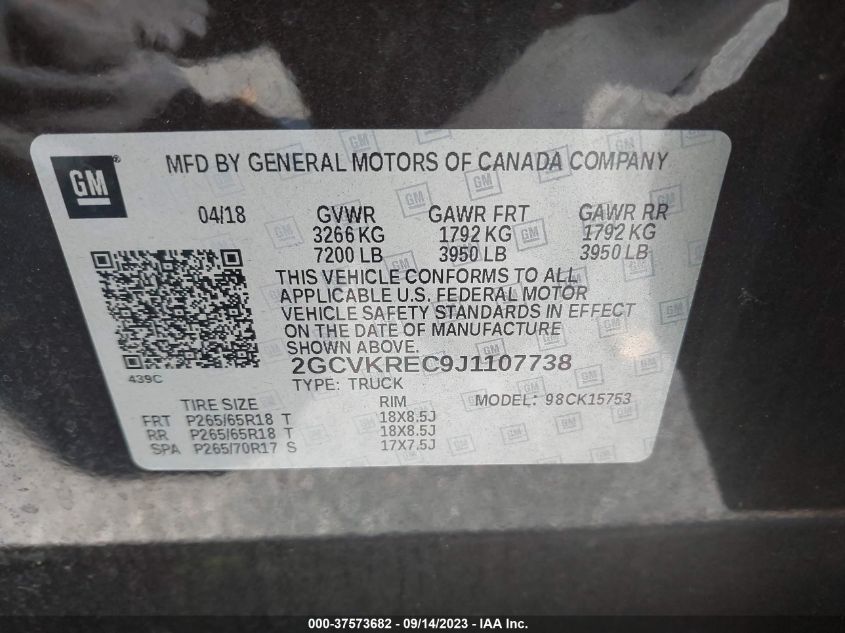 GM
MFD BY GENERAL MOTORS OF CANADA COMPANY
04/18 GVWR GAWR FRT GAWR RR
3266 KG 1792 KG 1792 KG
7200 LB 3950 LB 3950 LB
THIS VEHICLE CONFORMS TO ALL
APPLICABLE U.S. FEDERAL MOTOR
VEHICLE SAFETY STANDARDS IN EFFECT
ON THE DATE OF MANUFACTURE
SHOWN ABOVE.
439C
2GCVKREC9J1107738
TYPE: TRUCK
TIRE SIZE RIM MODEL: 98CK15753
FRT P265/65R18 T 18X8.5J
RR P265/65R18 T 18X8.5J
SPA P265/70R17 S 17X7.5J
000-37573682 - 09/14/2023 - IAA Inc.